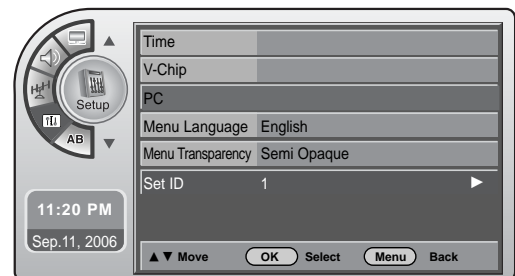 Time
V-Chip
PC
Menu Language English
Menu Transparency Semi Opaque
Set ID 1 ►
Setup
AB
11:20 PM
Sep.11, 2006
▲▼ Move OK Select Menu Back